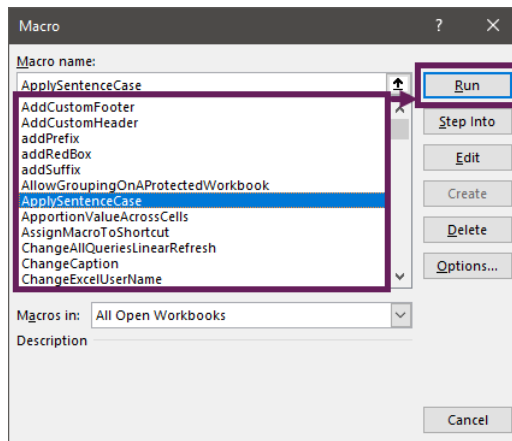 Macro
?
Macro name:
ApplySentenceCase
Run
AddCustomFooter
AddCustomHeader
addPrefix
addRedBox
addSuffix
AllowGroupingOnAProtectedWorkbook
ApplySentenceCase
ApportionValueAcrossCells
AssignMacroToShortcut
ChangeAllQueriesLinearRefresh
ChangeCaption
ChangeExcelUserName
Step Into
Edit
Create
Delete
Options...
Macros in: All Open Workbooks
Description
Cancel